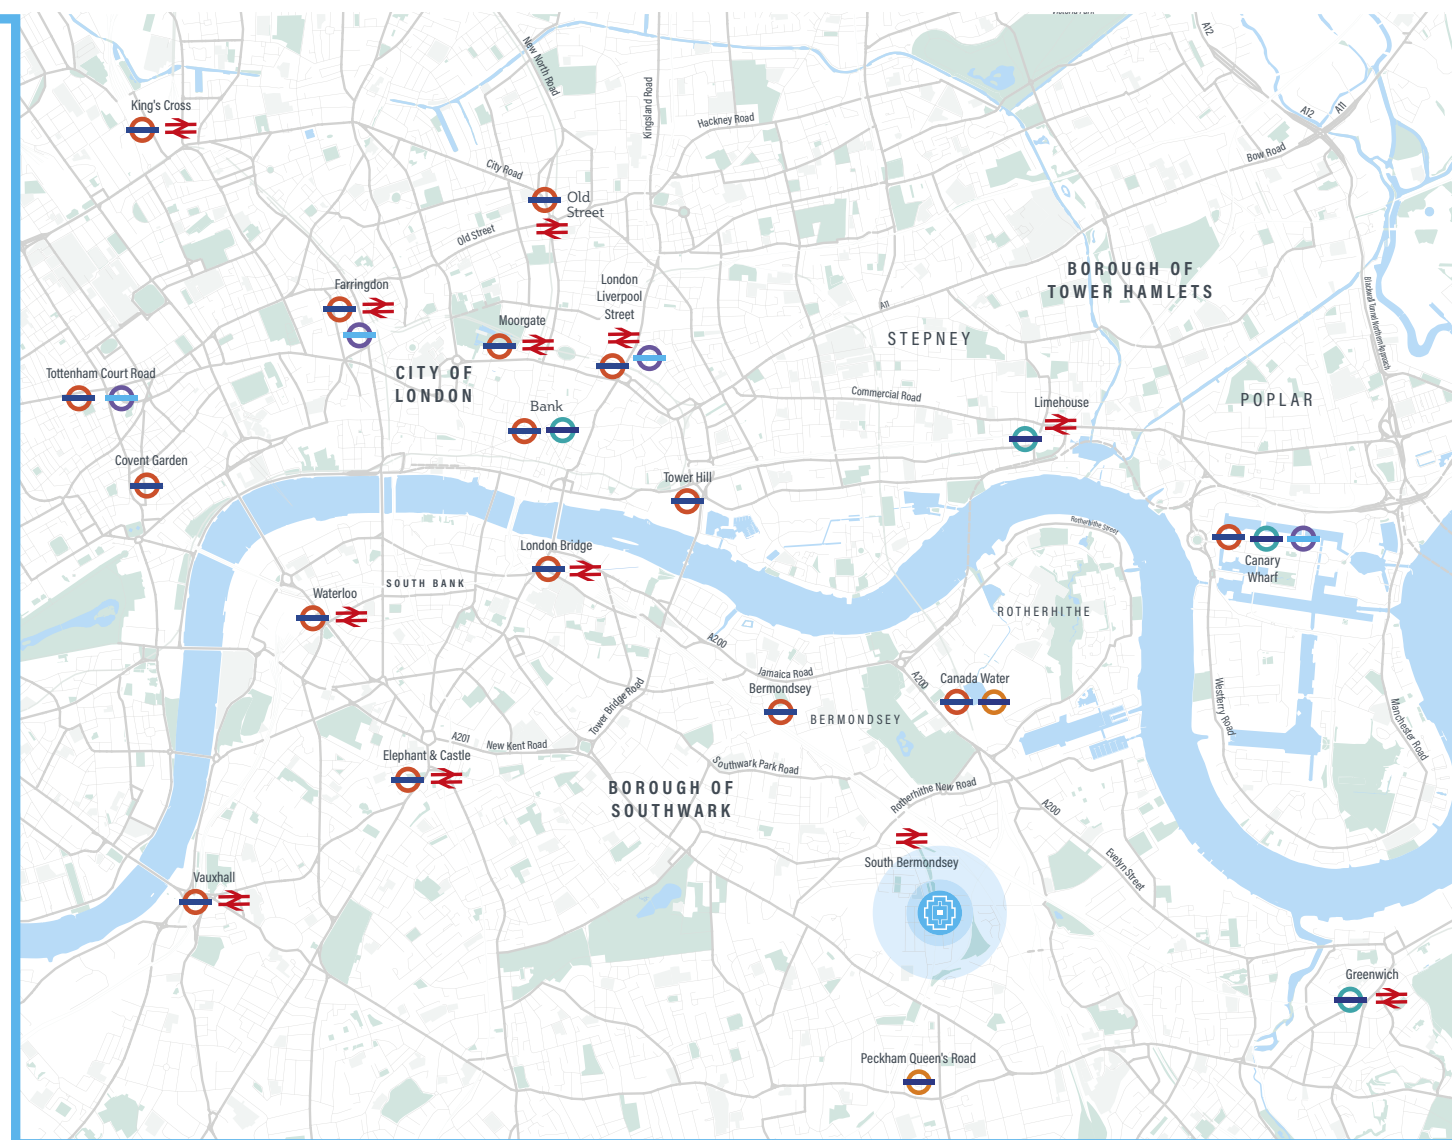 A12
New North Road
Kingsland Road
King's Cross
Hackney Road
A12
A11
Bow Road
City Road
Old
Street
Old Street
BOROUGH OF
TOWER HAMLETS
Farringdon
London
Liverpool
Street
Moorgate
A11
Blackwall Tunnel Northern Approach
STEPNEY
Tottenham Court Road
CITY OF
LONDON
Commercial Road
Limehouse
POPLAR
Bank
Covent Garden
Tower Hill
Rotherhithe Street
London Bridge
Canary
Wharf
SOUTH BANK
Waterloo
ROTHERHITHE
A200
Jamaica Road
Bermondsey
A200
Canada Water
Tower Bridge Road
BERMONDSEY
Westferry Road
Manchester Road
A201
New Kent Road
Elephant & Castle
Southwark Park Road
BOROUGH OF
SOUTHWARK
Rotherhithe New Road
A200
South Bermondsey
Evelyn Street
Vauxhall
Greenwich
Peckham Queen's Road